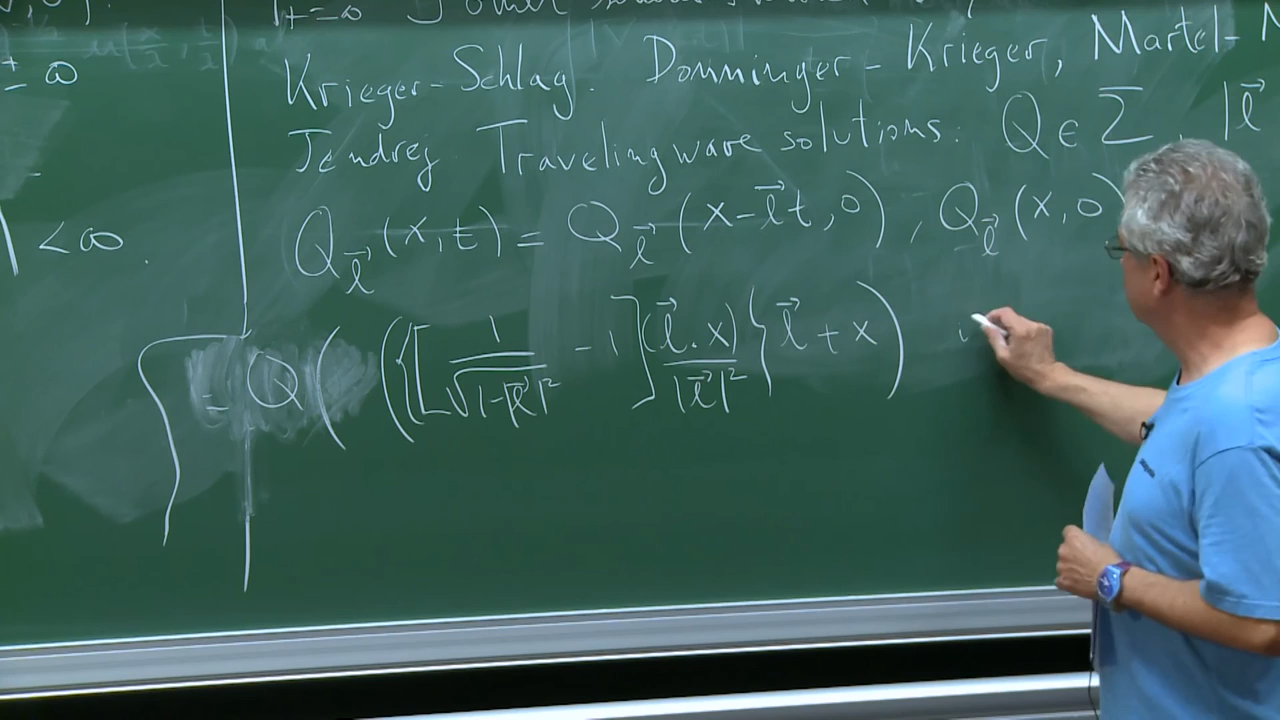 + = ∞
± ∞
Krieger-Schlag. Donninger - Krieger, Martel-M
Jendrej. Traveling wave solutions: Q ∈ Σ, |l⃗
< ∞.
Q_l⃗ (x,t) = Q_l⃗ (x-l⃗t,0), Q_l⃗ (x,0)
= Q ( ( { [ 1/√(1-|l⃗|² - 1 ] (l⃗ . x)/|l⃗|² { l⃗ + x )